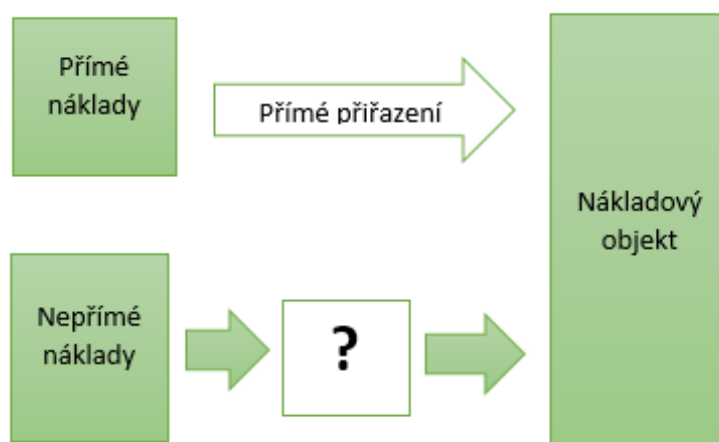 Přímé
náklady
Přímé přiřazení
Nákladový
objekt
Nepřímé
náklady
?